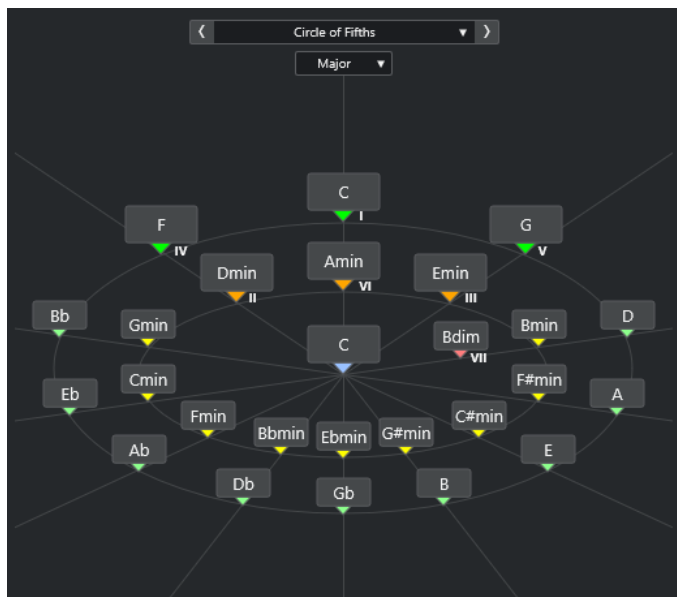 Circle of Fifths
Major
C
I
F
IV
G
V
Dmin
II
Amin
VI
Emin
III
Bb
Gmin
C
Bdim
VII
Bmin
D
Eb
Cmin
F#min
A
Fmin
Bbmin
Ebmin
G#min
C#min
Ab
E
Db
Gb
B